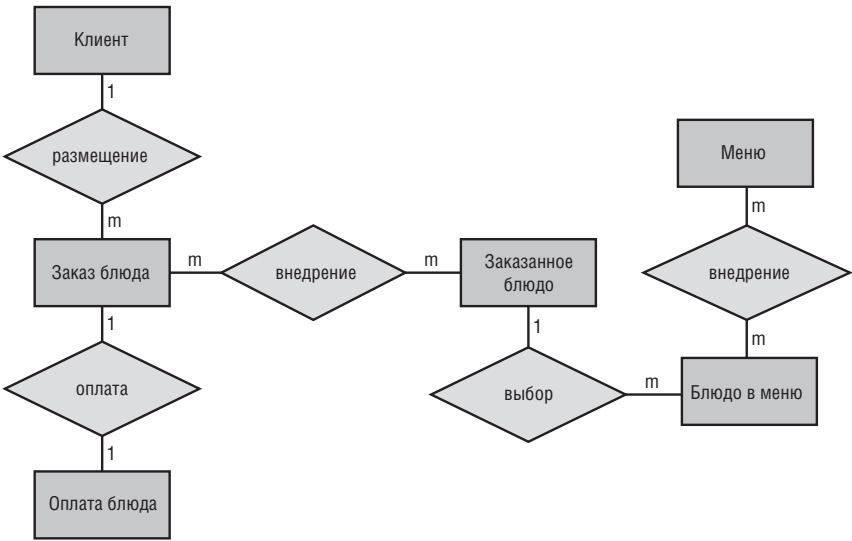 Клиент
1
размещение
m
Заказ блюда
m
внедрение
m
Заказанное
блюдо
Меню
m
внедрение
m
1
оплата
1
Оплата блюда
1
выбор
m
Блюдо в меню